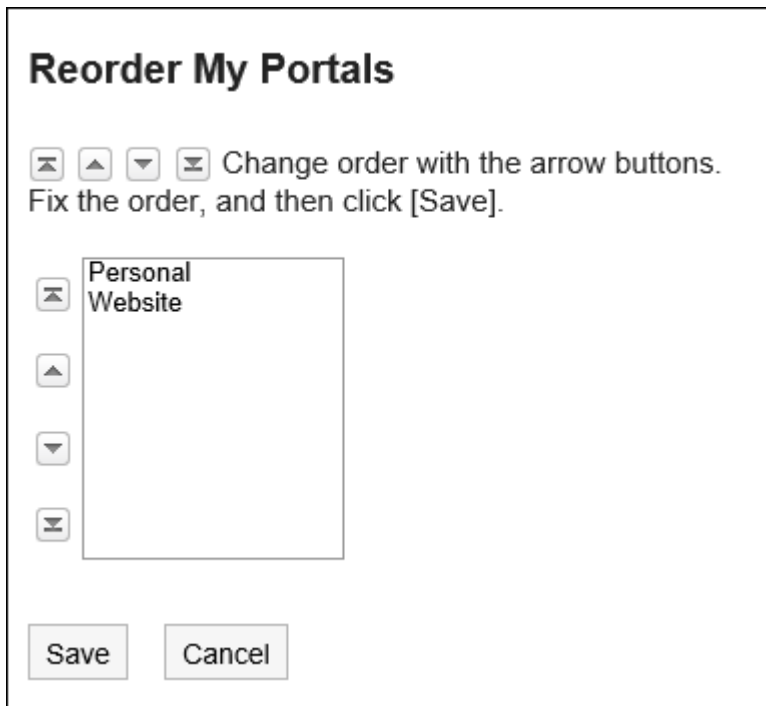 Reorder My Portals
Change order with the arrow buttons.
Fix the order, and then click [Save].
Personal
Website
Save
Cancel